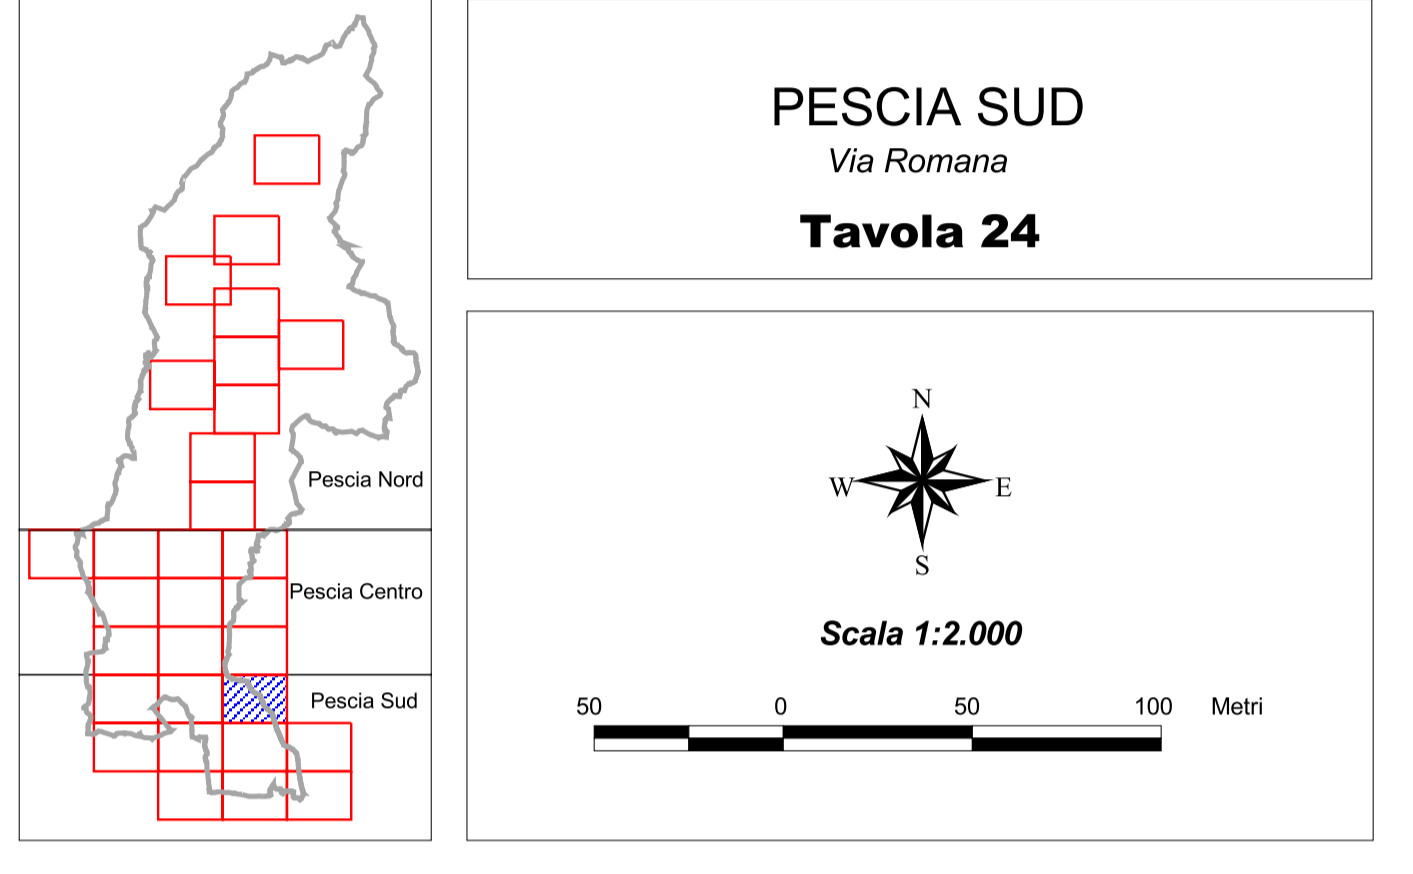 Pescia Nord
Pescia Centro
Pescia Sud
PESCIA SUD
Via Romana
Tavola 24
N
W E
S
Scala 1:2.000
50 0 50 100 Metri